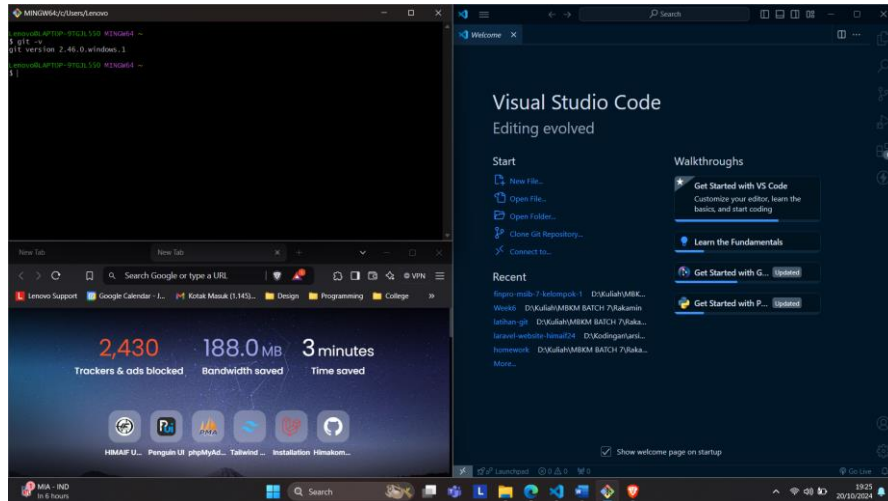 MINGW64:/c/Users/Lenovo
Lenovo@LAPTOP-9TGJL5S0 MINGW64 ~
$ git -v
git version 2.46.0.windows.1
Lenovo@LAPTOP-9TGJL5S0 MINGW64 ~
$
New Tab
New Tab
Search Google or type a URL
VPN
Lenovo Support
Google Calendar - J...
Kotak Masuk (1.145)...
Design
Programming
College
2,430
Trackers & ads blocked
188.0 MB
Bandwidth saved
3 minutes
Time saved
HIMAIF U...
Penguin UI
phpMyAd...
Tailwind ...
Installation
Himakom...
Search
Welcome
Visual Studio Code
Editing evolved
Start
New File...
Open File...
Open Folder...
Clone Git Repository...
Connect to...
Recent
finpro-msib-7-kelompok-1 D:\Kuliah\MBK...
Week6 D:\Kuliah\MBKM BATCH 7\Rakamin
latihan-git D:\Kuliah\MBKM BATCH 7\Raka...
laravel-website-himaif24 D:\Kodingan\arsi...
homework D:\Kuliah\MBKM BATCH 7\Raka...
More...
Walkthroughs
Get Started with VS Code
Customize your editor, learn the
basics, and start coding
Learn the Fundamentals
Get Started with G... Updated
Get Started with P... Updated
Show welcome page on startup
Launchpad 0 0 0
Go Live
MIA - IND
In 6 hours
Search
19:25
20/10/2024